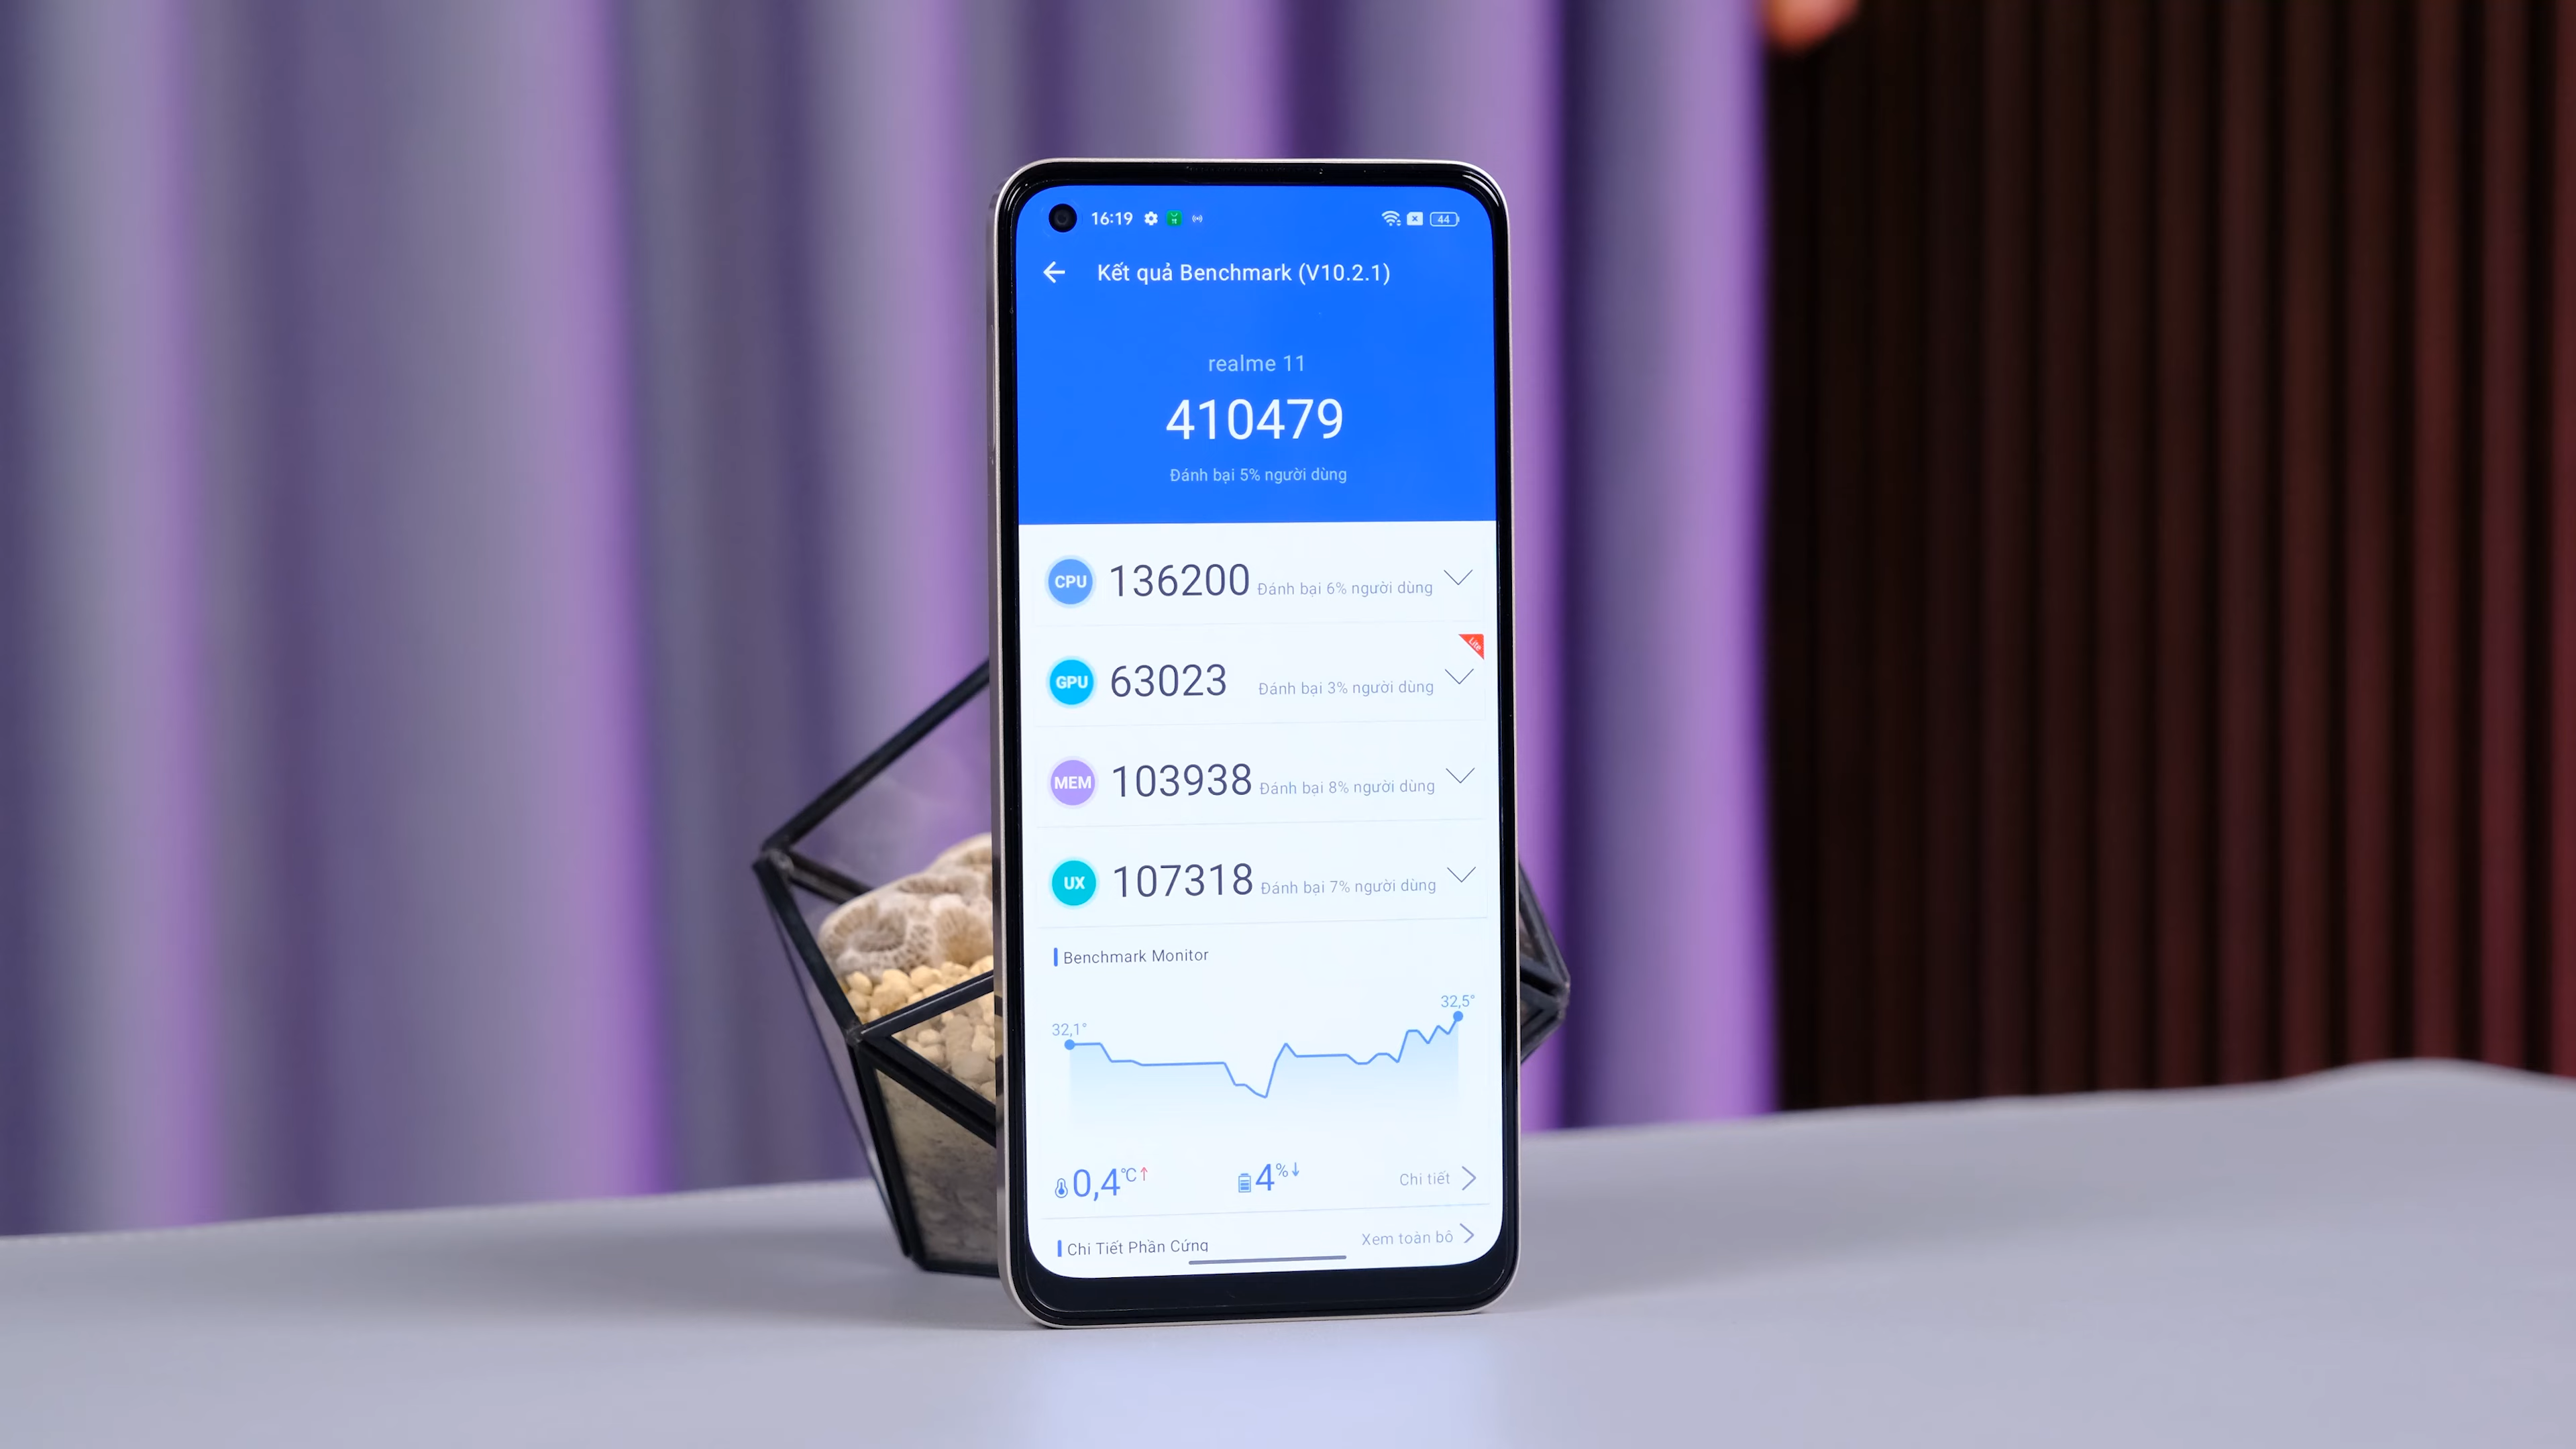 16:19 44
Kết quả Benchmark (V10.2.1)
realme 11
410479
Đánh bại 5% người dùng
CPU 136200 Đánh bại 6% người dùng
Lite
GPU 63023 Đánh bại 3% người dùng
MEM 103938 Đánh bại 8% người dùng
UX 107318 Đánh bại 7% người dùng
Benchmark Monitor
32,5°
32,1°
0,4°C↑ 4%↓ Chi tiết
Chi Tiết Phần Cứng Xem toàn bộ